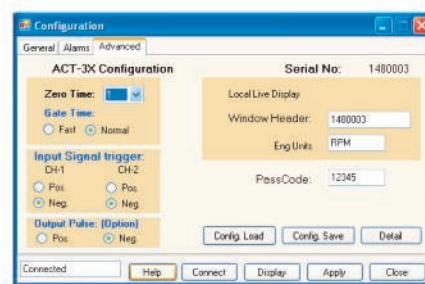 Configuration
General Alarms Advanced
ACT-3X Configuration
Serial No: 1480003
Zero Time: 1
Gate Time:
Fast Normal
Local Live Display
Window Header: 1480003
Eng Units RPM
Input Signal trigger:
CH-1 CH-2
Pos. Pos.
Neg. Neg.
PassCode: 12345
Output Pulse: (Option)
Pos Neg.
Config. Load Config. Save Detail
Connected Help Connect Display Apply Close